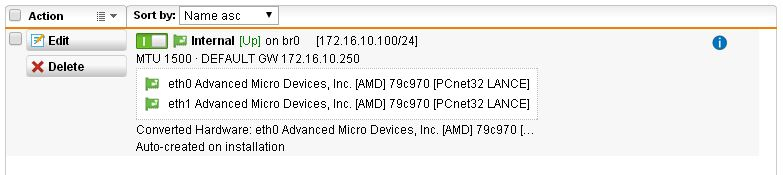 Action Sort by: Name asc
Edit Internal [Up] on br0 [172.16.10.100/24]
MTU 1500 · DEFAULT GW 172.16.10.250
Delete
eth0 Advanced Micro Devices, Inc. [AMD] 79c970 [PCnet32 LANCE]
eth1 Advanced Micro Devices, Inc. [AMD] 79c970 [PCnet32 LANCE]
Converted Hardware: eth0 Advanced Micro Devices, Inc. [AMD] 79c970 [...
Auto-created on installation